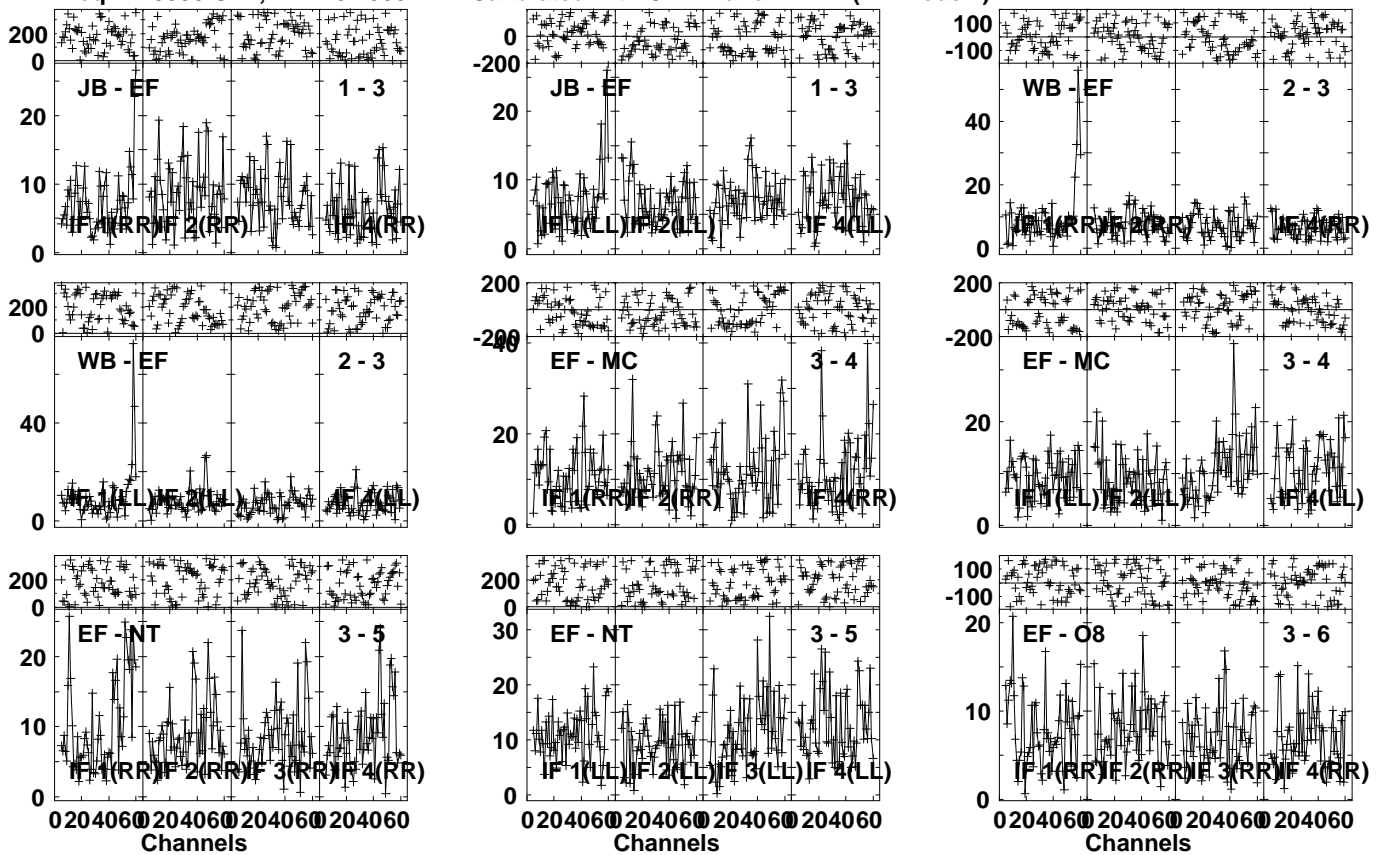 200 0 -200 100
0 0 -100
JB - EF 1 - 3 JB - EF 1 - 3 WB - EF 2 - 3
20 20 40
10 10 20
IF 1(RR) IF 2(RR) IF 4(RR) IF 1(LL) IF 2(LL) IF 4(LL) IF 1(RR) IF 2(RR) IF 4(RR)
0 0 0
200 200 200
0 -200 -200
WB - EF 2 - 3 EF - MC 3 - 4 EF - MC 3 - 4
40 40 20
20
IF 1(LL) IF 2(LL) IF 4(LL) IF 1(RR) IF 2(RR) IF 4(RR) IF 1(LL) IF 2(LL) IF 4(LL)
0 0 0
200 200 100
0 0 -100
EF - NT 3 - 5 EF - NT 3 - 5 EF - O8 3 - 6
20 30 20
10 20 10
10
IF 1(RR) IF 2(RR) IF 3(RR) IF 4(RR) IF 1(LL) IF 2(LL) IF 3(LL) IF 4(LL) IF 1(RR) IF 2(RR) IF 3(RR) IF 4(RR)
0 0 0
0 20 40 60 0 20 40 60 0 20 40 60 0 20 40 60 0 20 40 60 0 20 40 60 0 20 40 60 0 20 40 60 0 20 40 60 0 20 40 60 0 20 40 60 0 20 40 60
Channels Channels Channels